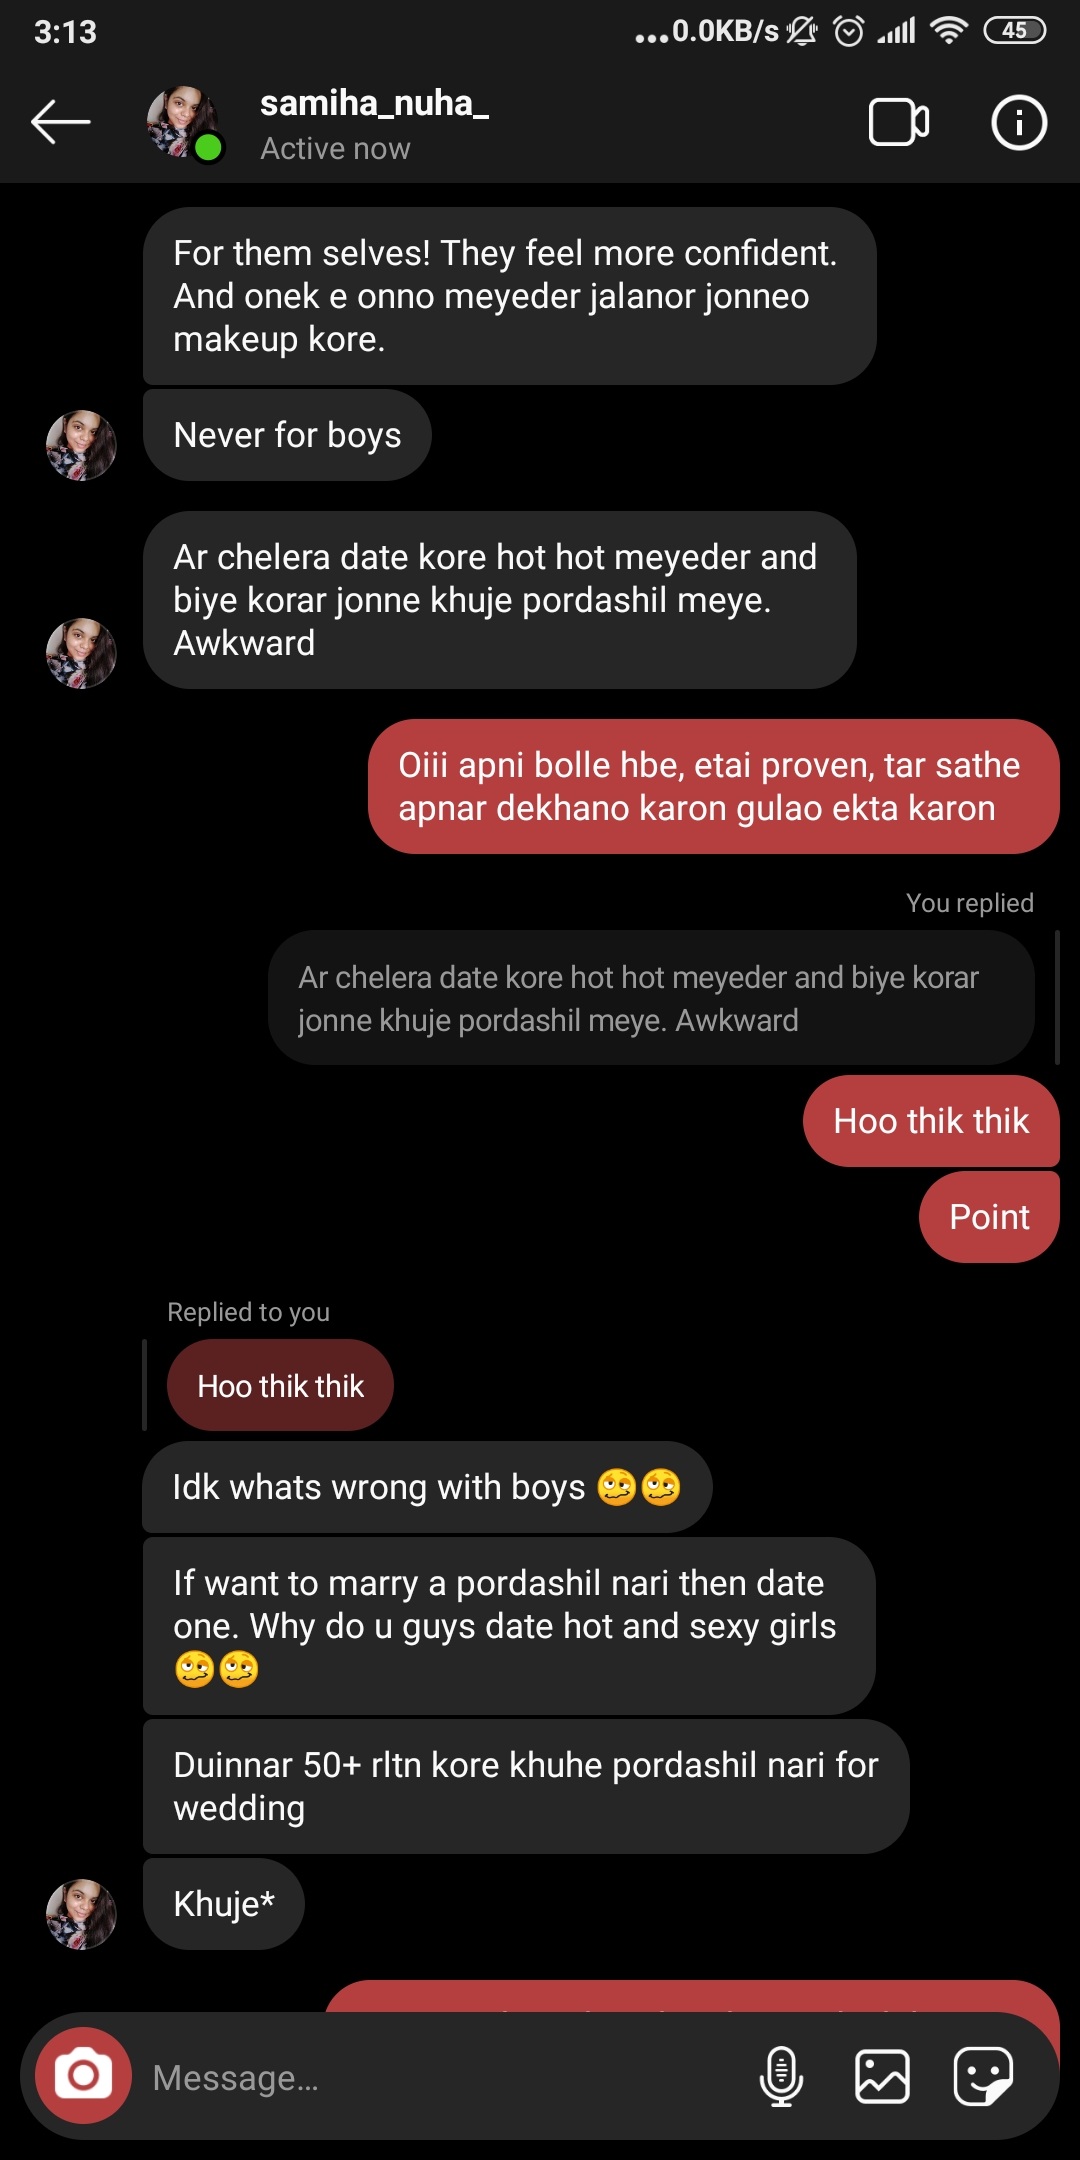 3:13
...0.0KB/s
45
samiha_nuha_
Active now
For them selves! They feel more confident.
And onek e onno meyeder jalanor jonneo
makeup kore.
Never for boys
Ar chelera date kore hot hot meyeder and
biye korar jonne khuje pordashil meye.
Awkward
Oiii apni bolle hbe, etai proven, tar sathe
apnar dekhano karon gulao ekta karon
You replied
Ar chelera date kore hot hot meyeder and biye korar
jonne khuje pordashil meye. Awkward
Hoo thik thik
Point
Replied to you
Hoo thik thik
Idk whats wrong with boys 🥴🥴
If want to marry a pordashil nari then date
one. Why do u guys date hot and sexy girls
🥴🥴
Duinnar 50+ rltn kore khuhe pordashil nari for
wedding
Khuje*
Message...